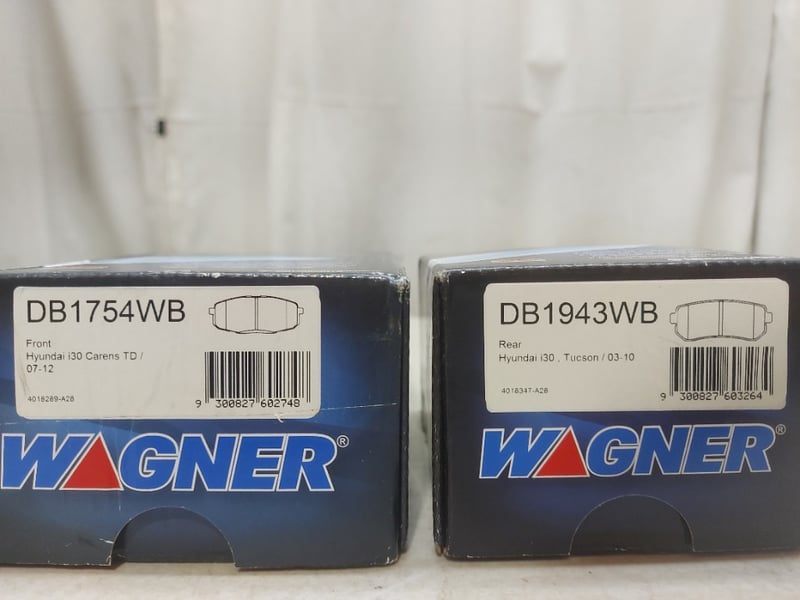 DB1754WB
Front
Hyundai i30 Carens TD /
07-12
4018269-A28
9 300827 602748
WAGNER®
DB1943WB
Rear
Hyundai i30 , Tucson / 03-10
4018347-A28
9 300827 603264
WAGNER®